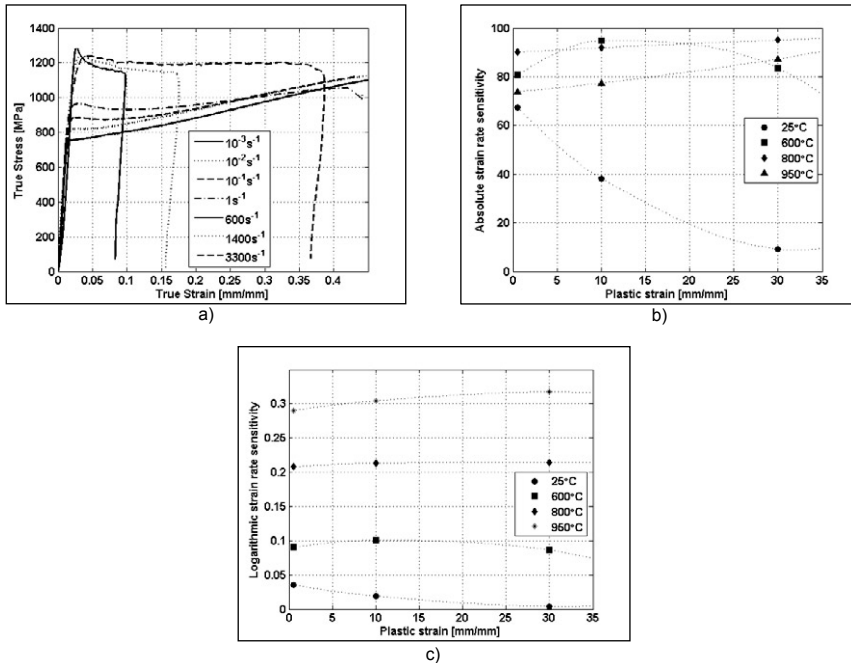 a)
1400
1200
1000
800
600
400
200
0
True Stress [MPa]
10⁻³s⁻¹
10⁻²s⁻¹
10⁻¹s⁻¹
1s⁻¹
600s⁻¹
1400s⁻¹
3300s⁻¹
0 0.05 0.1 0.15 0.2 0.25 0.3 0.35 0.4
True Strain [mm/mm]
a)
b)
100
80
60
40
20
0
Absolute strain rate sensitivity
25°C
600°C
800°C
950°C
0 5 10 15 20 25 30 35
Plastic strain [mm/mm]
b)
0.3
0.25
0.2
0.15
0.1
0.05
0
Logarithmic strain rate sensitivity
25°C
600°C
800°C
950°C
0 5 10 15 20 25 30 35
Plastic strain [mm/mm]
c)